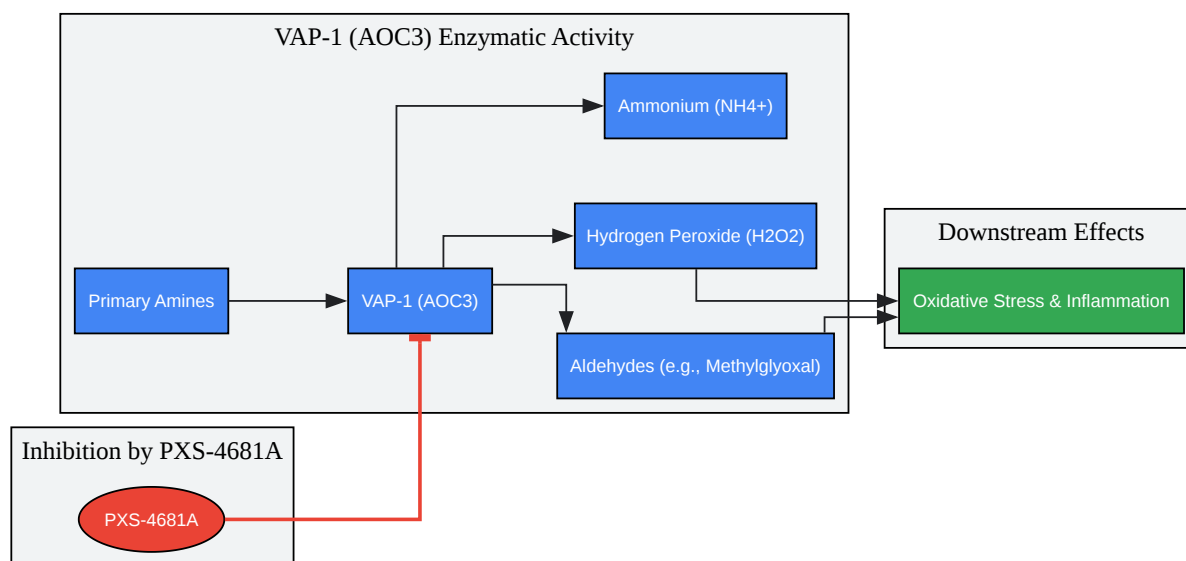 VAP-1 (AOC3) Enzymatic Activity
Ammonium (NH4+)
Hydrogen Peroxide (H2O2)
Downstream Effects
Primary Amines
VAP-1 (AOC3)
Oxidative Stress & Inflammation
Aldehydes (e.g., Methylglyoxal)
Inhibition by PXS-4681A
PXS-4681A